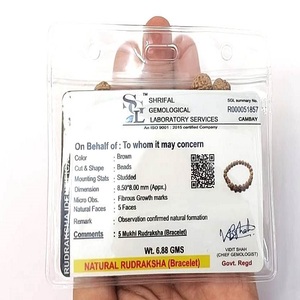 SL
TM
SHRIFAL
GEMOLOGICAL
LABORATORY SERVICES
An ISO 9001 : 2015 certified Company
SGL summary No.
R000051857
CAMBAY
On Behalf of : To whom it may concern
Color - Brown
Cut & Shape - Beads
Mounting Stats - Studded
Dimension - 8.50*8.00 mm (Appx.)
Micro Obs. - Fibrous Growth marks
Natural Faces - 5 Faces
Remark - Observation confirmed natural formation
Comments - 5 Mukhi Rudraksha (Bracelet)
Wt. 6.88 GMS
NATURAL RUDRAKSHA (Bracelet)
VIDIT SHAH
(CHIEF GEMOLOGIST)
Govt. Regd